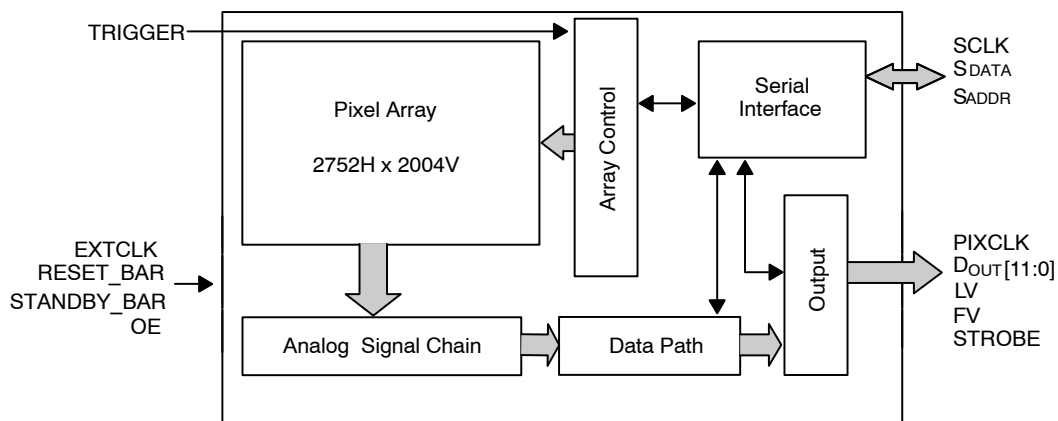 TRIGGER
Pixel Array
2752H x 2004V
Array Control
Serial
Interface
SCLK
SDATA
SADDR
EXTCLK
RESET_BAR
STANDBY_BAR
OE
Analog Signal Chain
Data Path
Output
PIXCLK
DOUT[11:0]
LV
FV
STROBE